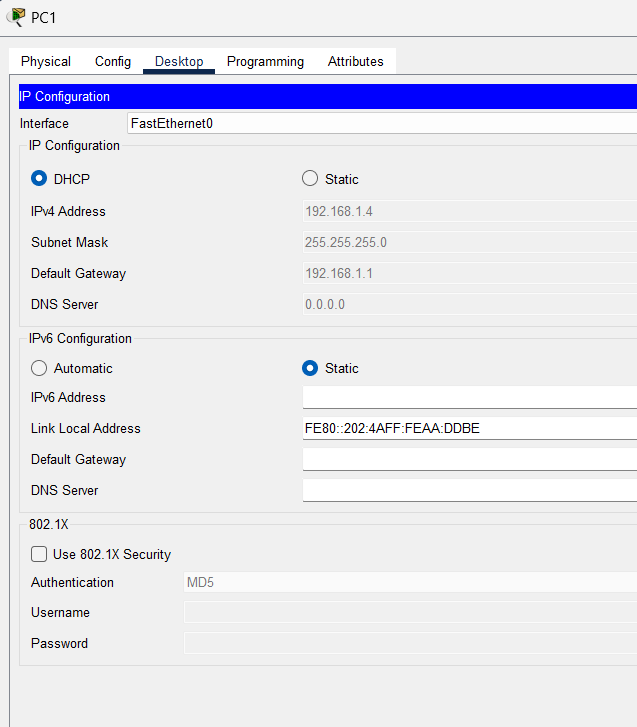 PC1
Physical Config Desktop Programming Attributes
IP Configuration
Interface FastEthernet0
IP Configuration
DHCP Static
IPv4 Address 192.168.1.4
Subnet Mask 255.255.255.0
Default Gateway 192.168.1.1
DNS Server 0.0.0.0
IPv6 Configuration
Automatic Static
IPv6 Address
Link Local Address FE80::202:4AFF:FEAA:DDBE
Default Gateway
DNS Server
802.1X
Use 802.1X Security
Authentication MD5
Username
Password